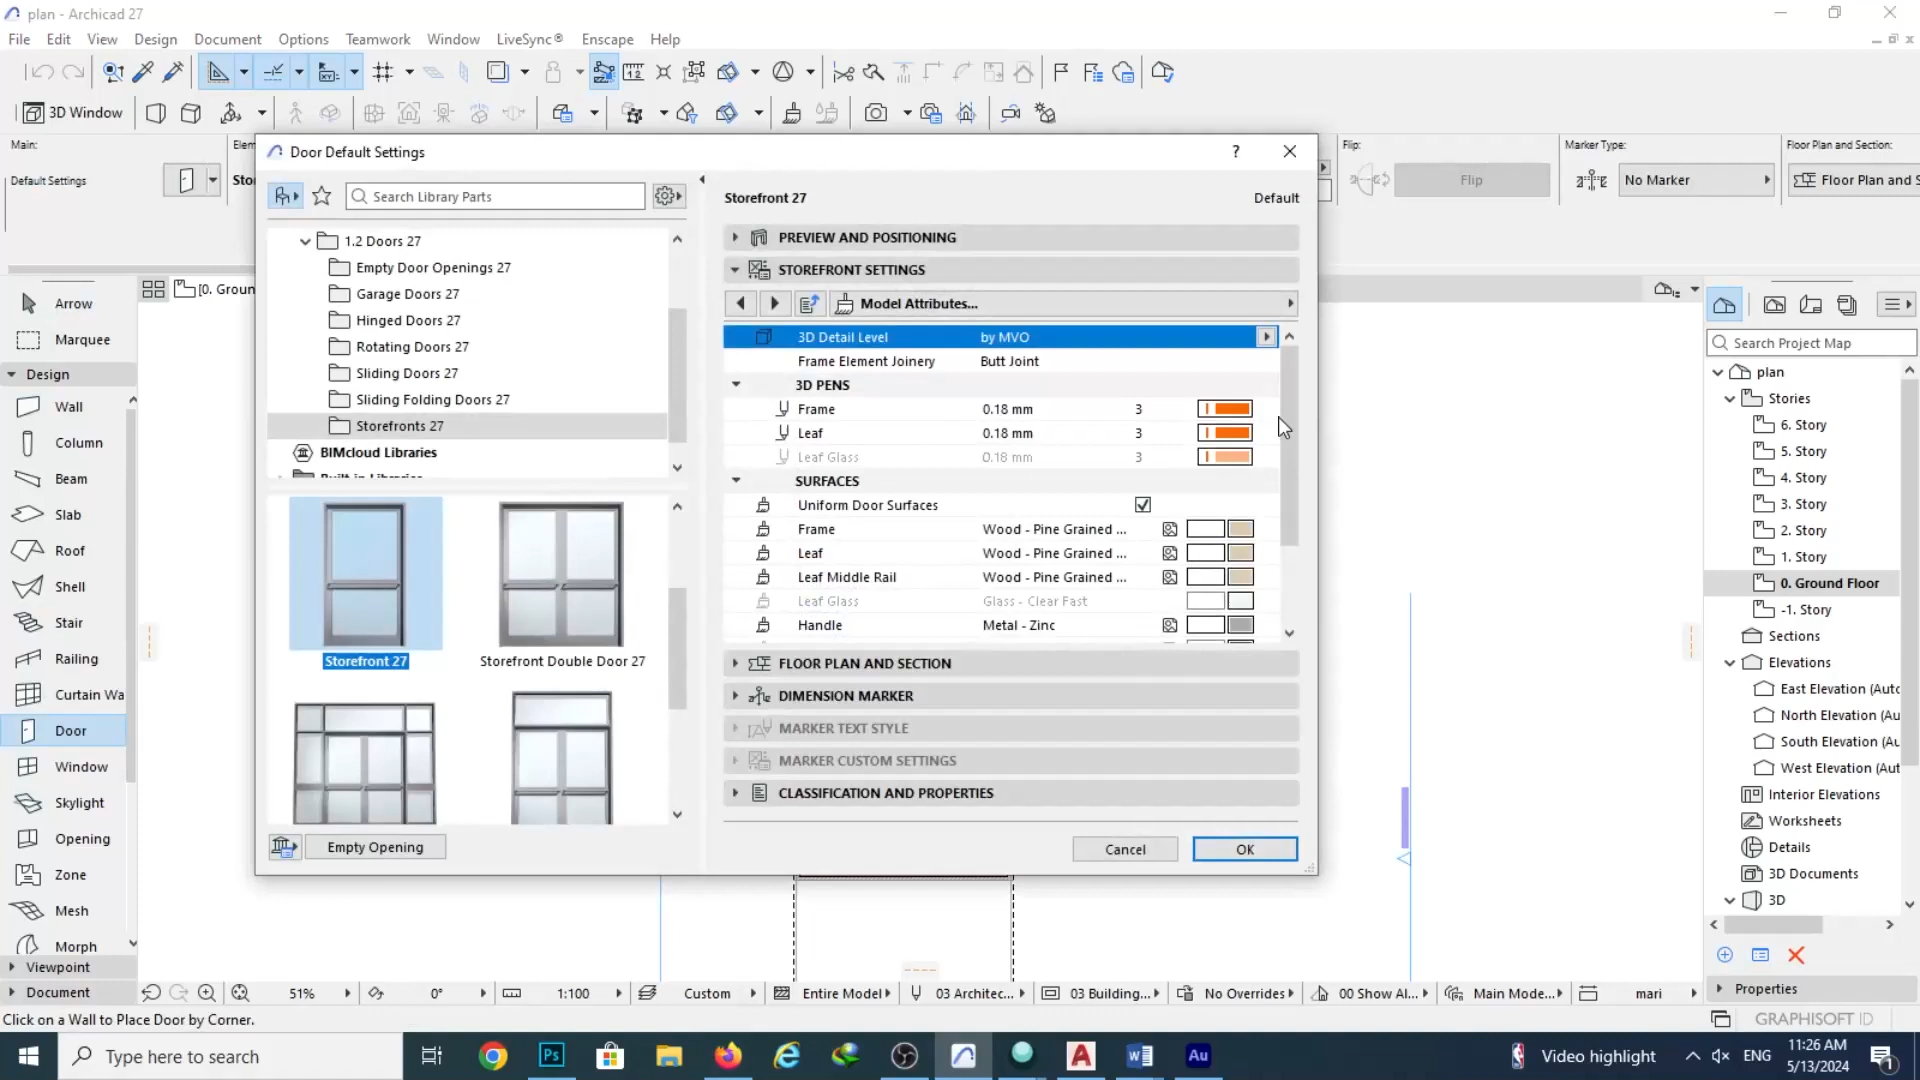 plan - Archicad 27
File Edit View Design Document Options Teamwork Window LiveSync® Enscape Help
3D Window
Main:
Default Settings
Flip:
Flip
Marker Type:
No Marker
Floor Plan and Section:
Floor Plan and S
Door Default Settings
?
Search Library Parts
1.2 Doors 27
Empty Door Openings 27
Garage Doors 27
Hinged Doors 27
Rotating Doors 27
Sliding Doors 27
Sliding Folding Doors 27
Storefronts 27
BIMcloud Libraries
Built-in Libraries
Storefront 27
Storefront Double Door 27
Empty Opening
Storefront 27
Default
PREVIEW AND POSITIONING
STOREFRONT SETTINGS
Model Attributes...
3D Detail Level by MVO
Frame Element Joinery Butt Joint
3D PENS
Frame 0.18 mm 3
Leaf 0.18 mm 3
Leaf Glass 0.18 mm 3
SURFACES
Uniform Door Surfaces
Frame Wood - Pine Grained ...
Leaf Wood - Pine Grained ...
Leaf Middle Rail Wood - Pine Grained ...
Leaf Glass Glass - Clear Fast
Handle Metal - Zinc
FLOOR PLAN AND SECTION
DIMENSION MARKER
MARKER TEXT STYLE
MARKER CUSTOM SETTINGS
CLASSIFICATION AND PROPERTIES
Cancel
OK
Elem
Sto
[0. Groun
Arrow
Marquee
Design
Wall
Column
Beam
Slab
Roof
Shell
Stair
Railing
Curtain Wa
Door
Window
Skylight
Opening
Zone
Mesh
Morph
Viewpoint
Document
Search Project Map
plan
Stories
6. Story
5. Story
4. Story
3. Story
2. Story
1. Story
0. Ground Floor
-1. Story
Sections
Elevations
East Elevation (Auto
North Elevation (Au
South Elevation (Au
West Elevation (Aut
Interior Elevations
Worksheets
Details
3D Documents
3D
Properties
51% 0° 1:100 Custom Entire Model 03 Architec... 03 Building... No Overrides 00 Show Al... Main Mode... mari
Click on a Wall to Place Door by Corner.
GRAPHISOFT ID
Type here to search
Video highlight
ENG
11:26 AM
5/13/2024